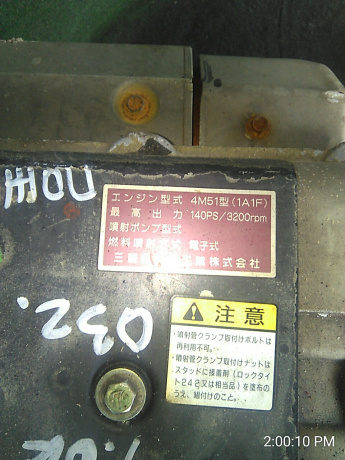 エンジン型式 4M51型(1A1F)
最高出力 140PS/3200rpm
噴射ポンプ型式
燃料噴射 式 電子式
三 株式会社
注意
・噴射管クランプ取付けボルトは
再利用不可。
・噴射管クランプ取付けナットは
スタッドに接着剤(ロックタイ
ト242又は相当品)を塗布の
うえ、組付けのこと。
032.
2:00:10 PM